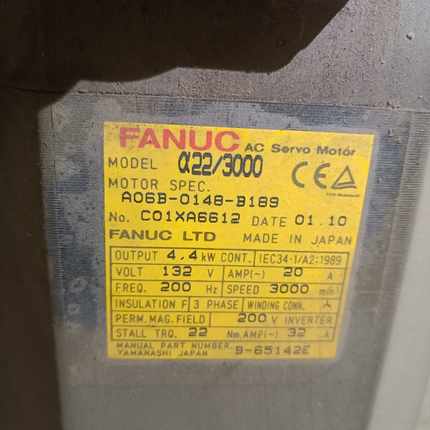 FANUC AC Servo Motor
MODEL α22/3000
MOTOR SPEC.
A06B-0148-B189
No. C01XA6612 DATE 01.10
FANUC LTD MADE IN JAPAN
OUTPUT 4.4 kW CONT. IEC34-1/A2:1989
VOLT 132 V AMP(~) 20 A
FREQ. 200 Hz SPEED 3000 min⁻¹
INSULATION F 3 PHASE WINDING CONN.
PERM. MAG. FIELD 200 V INVERTER
STALL TRQ. 22 Nm AMP(~) 32 A
MANUAL PART NUMBER B-65142E
YAMANASHI JAPAN